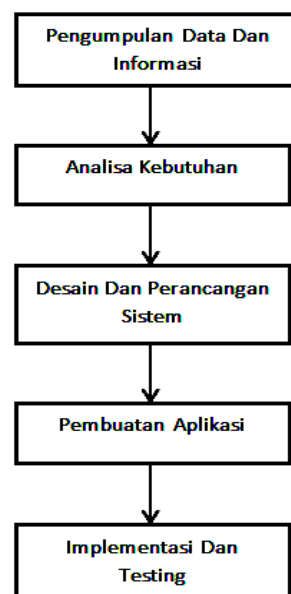 Pengumpulan Data Dan
Informasi
Analisa Kebutuhan
Desain Dan Perancangan
Sistem
Pembuatan Aplikasi
Implementasi Dan
Testing